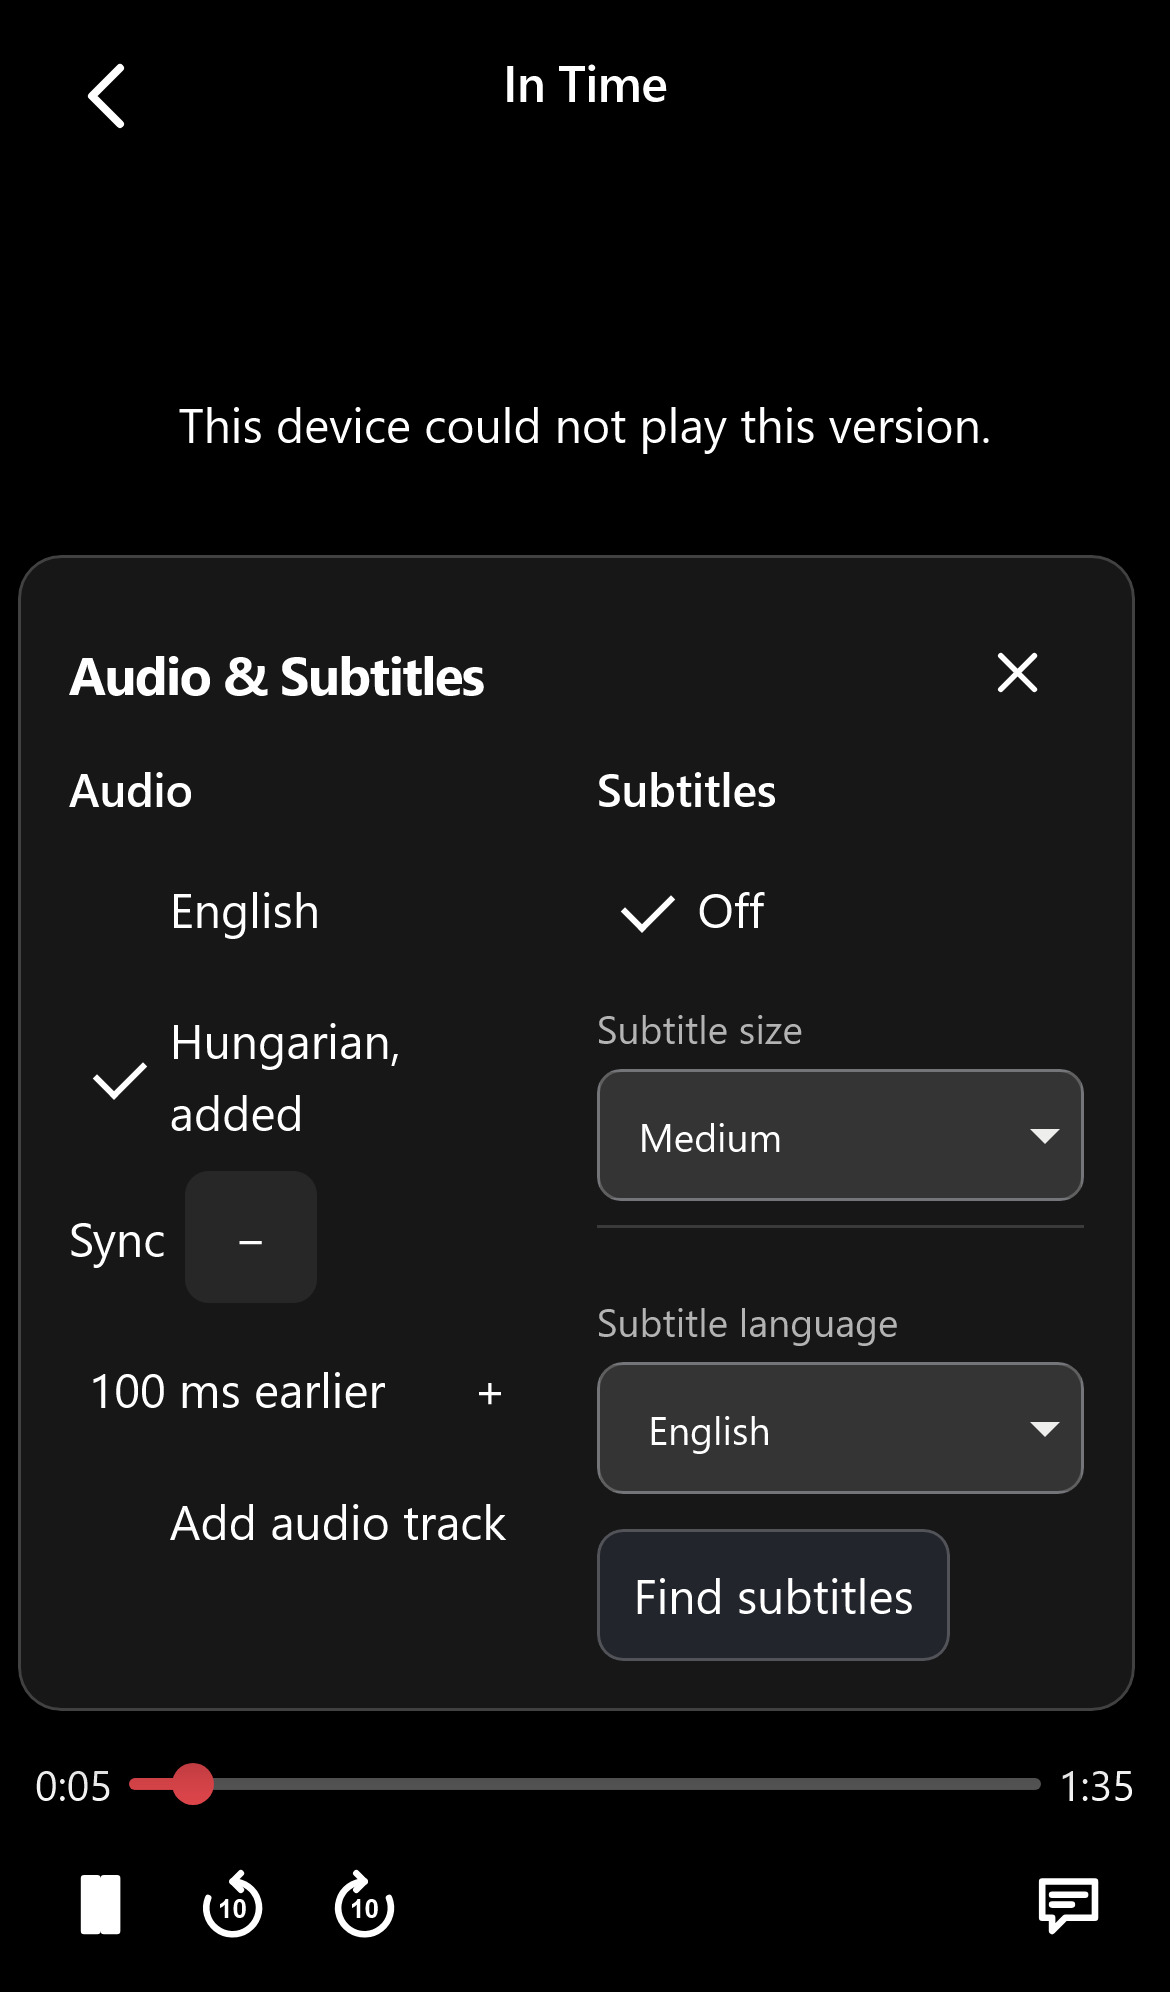 In Time
This device could not play this version.
Audio & Subtitles
Audio
English
Hungarian,
added
Sync –
100 ms earlier +
Add audio track
Subtitles
Off
Subtitle size
Medium
Subtitle language
English
Find subtitles
0:05
1:35
10
10